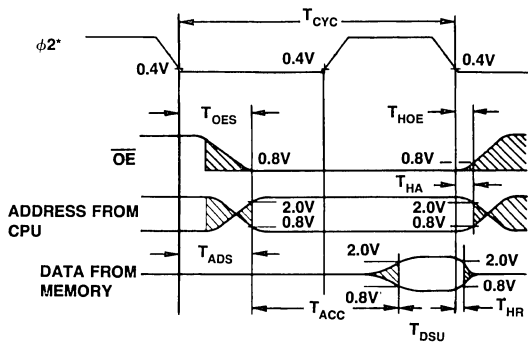 T_CYC
ϕ2*
0.4V 0.4V 0.4V
T_OES T_HOE
OE 0.8V 0.8V
T_HA
ADDRESS FROM CPU 2.0V 0.8V 2.0V 0.8V
T_ADS
DATA FROM MEMORY 2.0V 0.8V 2.0V 0.8V
T_ACC T_DSU T_HR